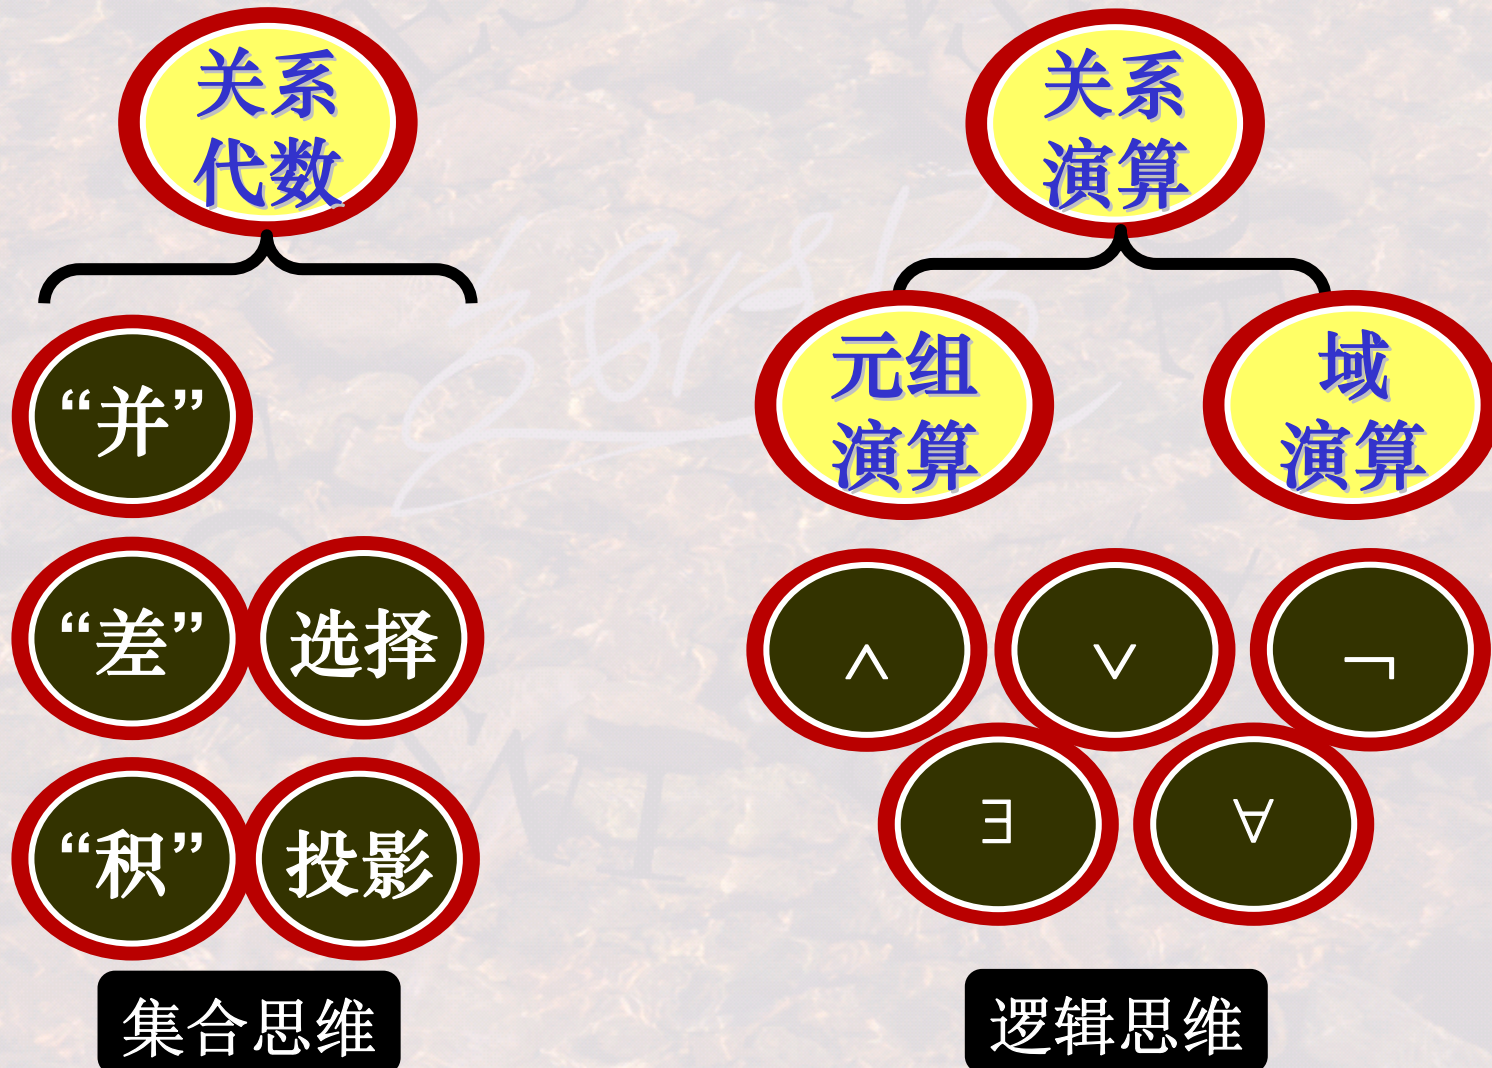 关系
代数
“并”
“差”
选择
“积”
投影
集合思维
关系
演算
元组
演算
域
演算
∧
∨
¬
∃
∀
逻辑思维